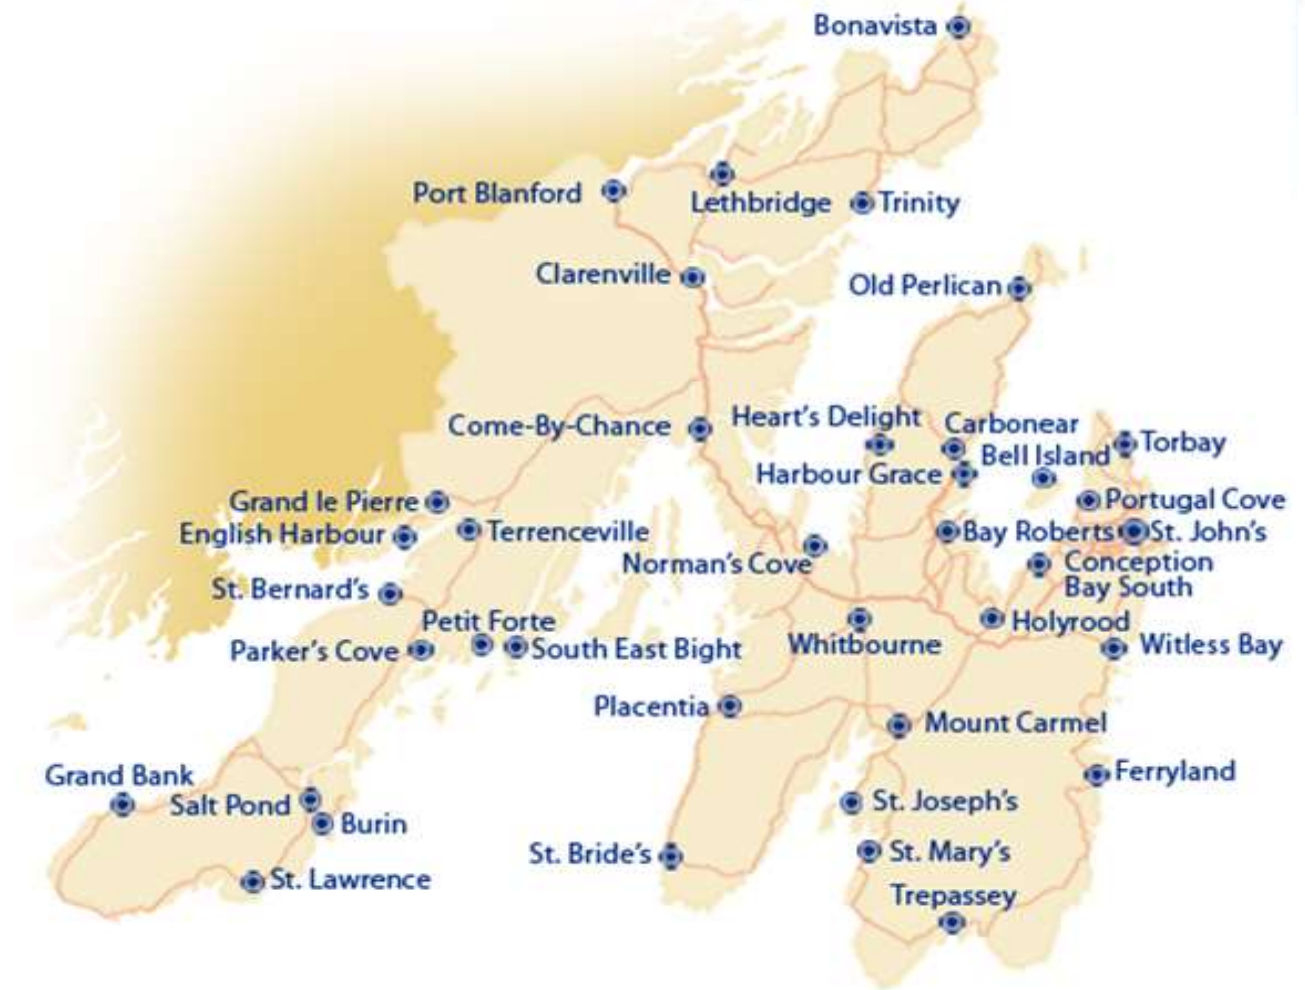 Bonavista
Port Blanford
Lethbridge
Trinity
Clarenville
Old Perlican
Come-By-Chance
Heart's Delight
Carbonear
Torbay
Bell Island
Harbour Grace
Grand le Pierre
Portugal Cove
English Harbour
Terrenceville
Bay Roberts
St. John's
Norman's Cove
Conception
Bay South
St. Bernard's
Petit Forte
Holyrood
Parker's Cove
South East Bight
Whitbourne
Witless Bay
Placentia
Mount Carmel
Grand Bank
Ferryland
Salt Pond
St. Joseph's
Burin
St. Bride's
St. Mary's
St. Lawrence
Trepassey